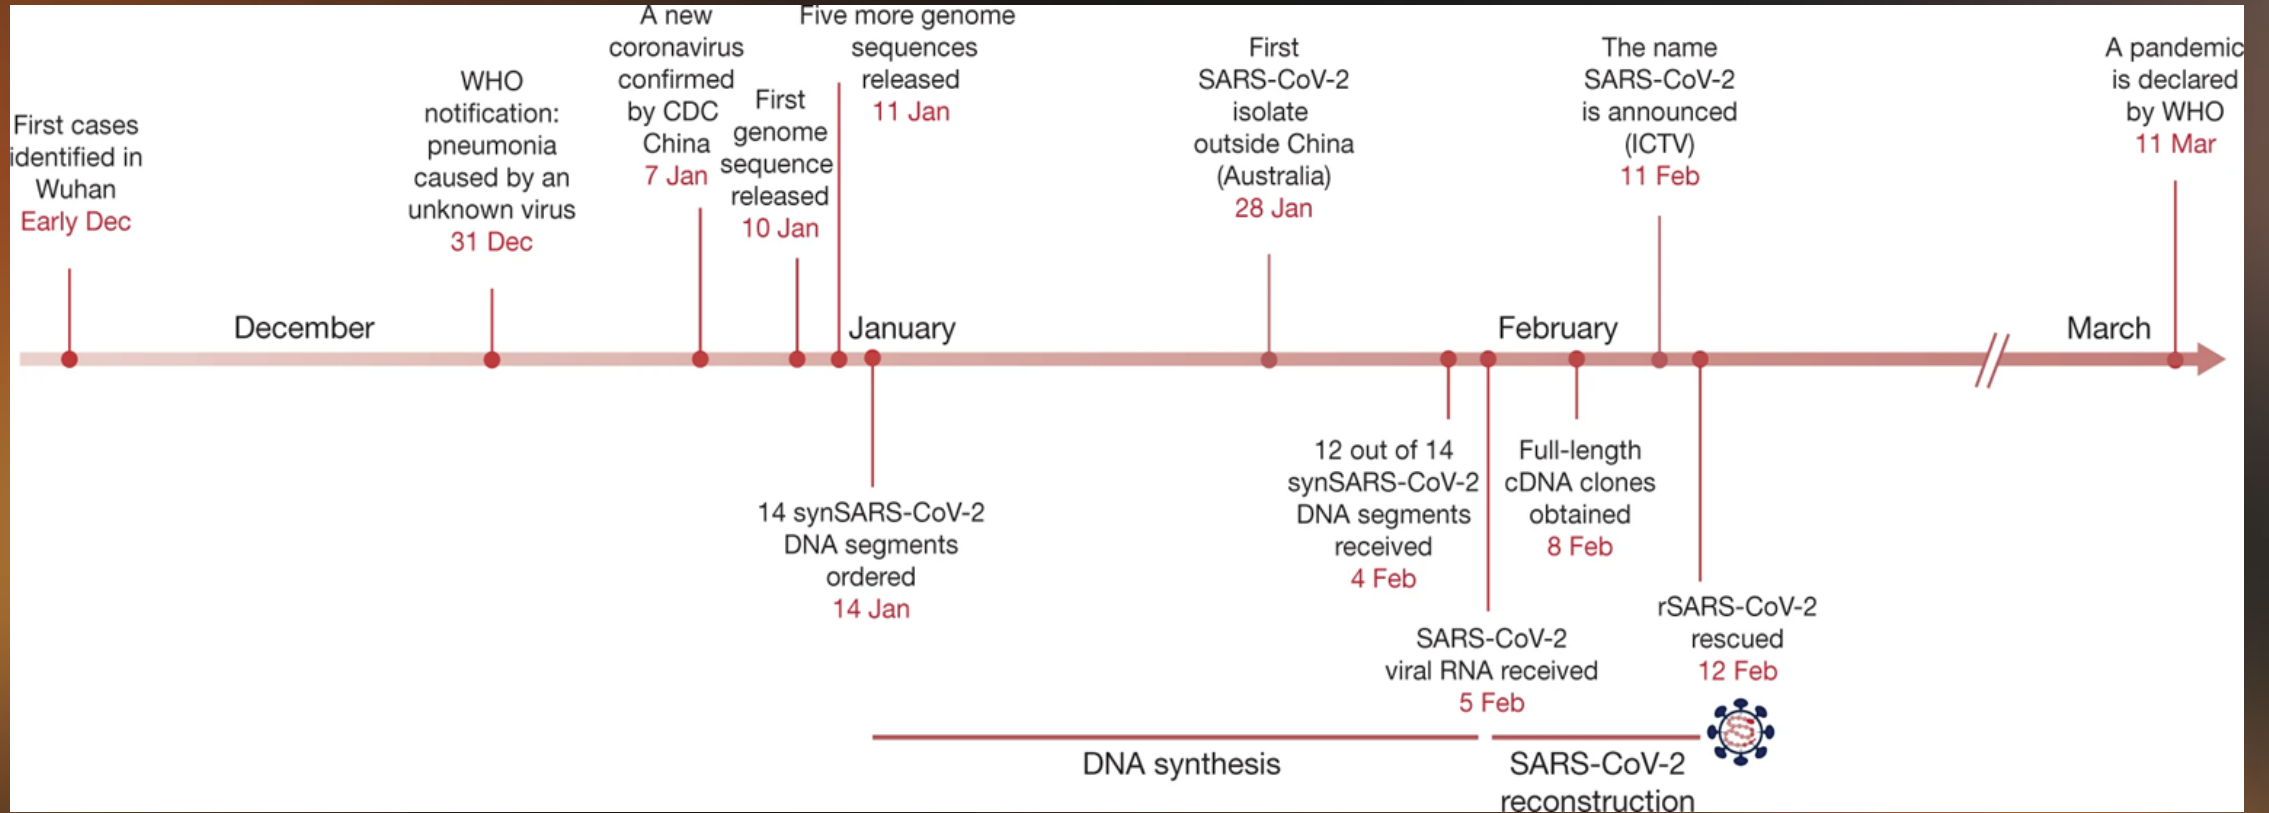 First cases
identified in
Wuhan
Early Dec
WHO
notification:
pneumonia
caused by an
unknown virus
31 Dec
A new
coronavirus
confirmed
by CDC
China
7 Jan
First
genome
sequence
released
10 Jan
Five more genome
sequences
released
11 Jan
First
SARS-CoV-2
isolate
outside China
(Australia)
28 Jan
The name
SARS-CoV-2
is announced
(ICTV)
11 Feb
A pandemic
is declared
by WHO
11 Mar
December
January
February
March
14 synSARS-CoV-2
DNA segments
ordered
14 Jan
12 out of 14
synSARS-CoV-2
DNA segments
received
4 Feb
SARS-CoV-2
viral RNA received
5 Feb
Full-length
cDNA clones
obtained
8 Feb
rSARS-CoV-2
rescued
12 Feb
DNA synthesis
SARS-CoV-2
reconstruction